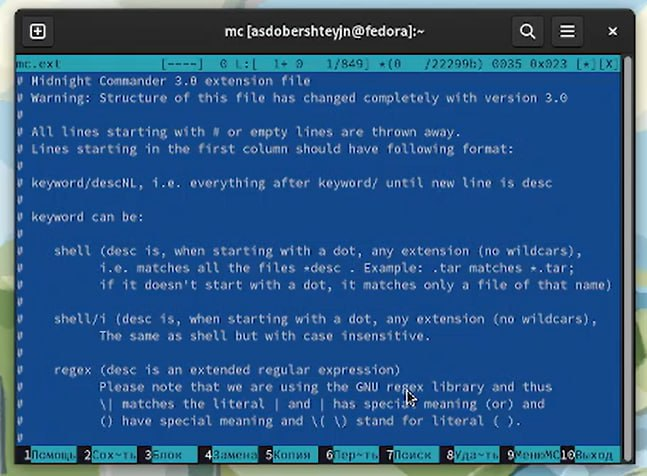 mc [asdobershteyjn@fedora]:~
mc.ext [----] 0 L:[ 1+ 0 1/849] *(0 /22299b) 0035 0x023 [*][X]
# Midnight Commander 3.0 extension file
# Warning: Structure of this file has changed completely with version 3.0
#
# All lines starting with # or empty lines are thrown away.
# Lines starting in the first column should have following format:
#
# keyword/descNL, i.e. everything after keyword/ until new line is desc
#
# keyword can be:
#
# shell (desc is, when starting with a dot, any extension (no wildcars),
# i.e. matches all the files *desc . Example: .tar matches *.tar;
# if it doesn't start with a dot, it matches only a file of that name)
#
# shell/i (desc is, when starting with a dot, any extension (no wildcars),
# The same as shell but with case insensitive.
#
# regex (desc is an extended regular expression)
# Please note that we are using the GNU regex library and thus
# \| matches the literal | and | has special meaning (or) and
# () have special meaning and \( \) stand for literal ( ).
#
1Помощь 2Сох~ть 3Блок 4Замена 5Копия 6Пер~ть 7Поиск 8Уда~ть 9МенюMC 10Выход